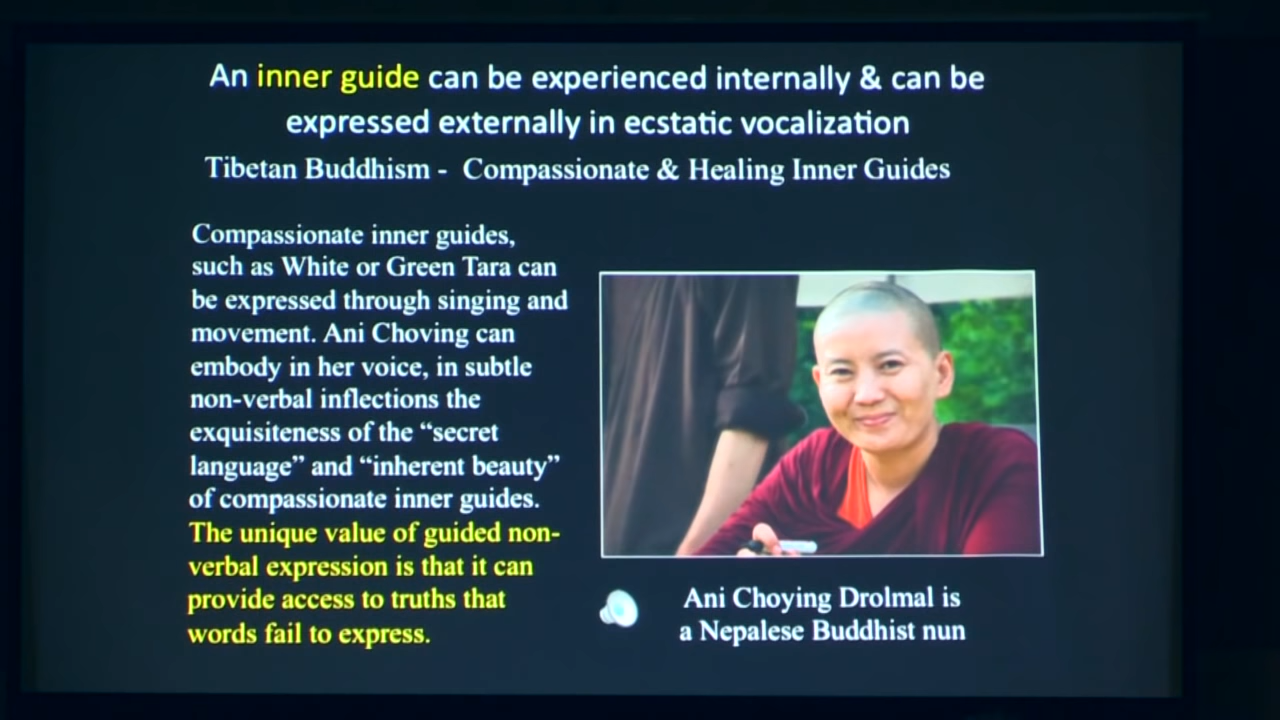 An inner guide can be experienced internally & can be
expressed externally in ecstatic vocalization
Tibetan Buddhism - Compassionate & Healing Inner Guides
Compassionate inner guides,
such as White or Green Tara can
be expressed through singing and
movement. Ani Choving can
embody in her voice, in subtle
non-verbal inflections the
exquisiteness of the “secret
language” and “inherent beauty”
of compassionate inner guides.
The unique value of guided non-
verbal expression is that it can
provide access to truths that
words fail to express.
Ani Choying Drolmal is
a Nepalese Buddhist nun